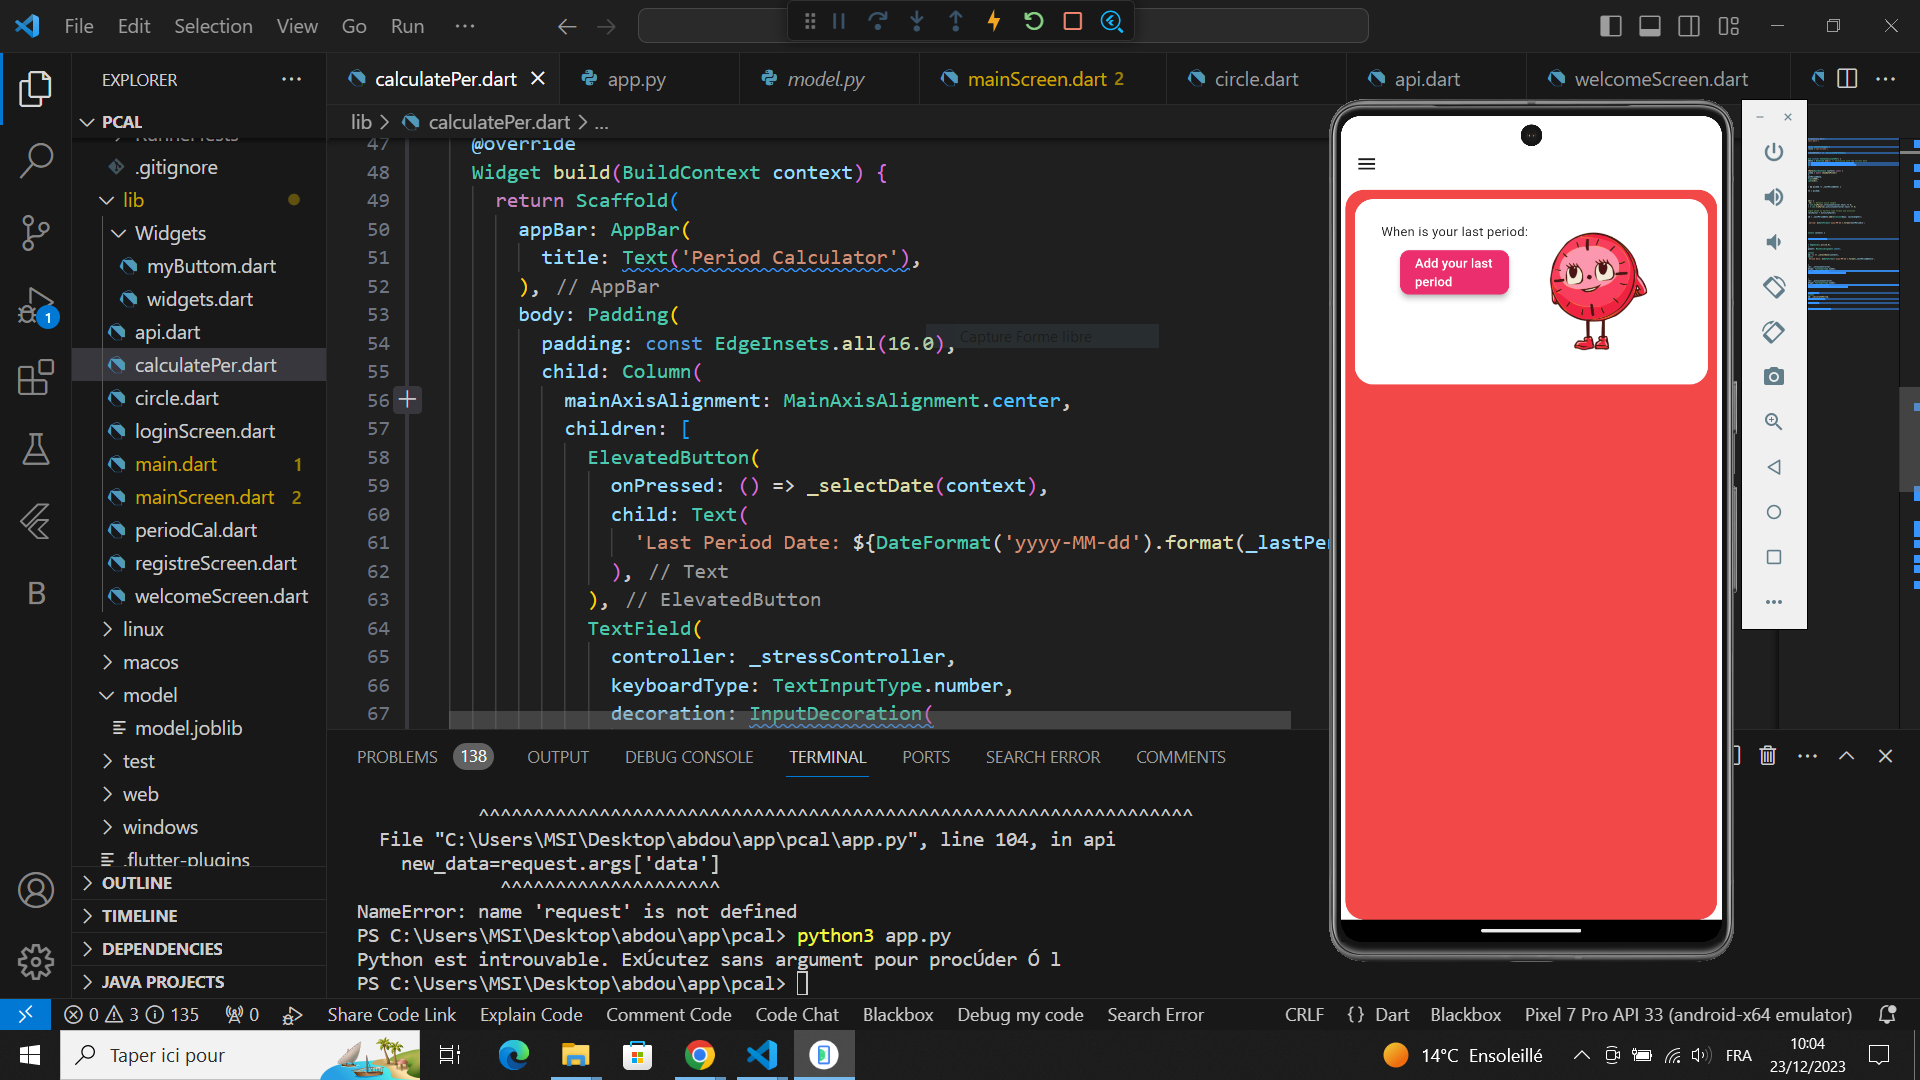 File Edit Selection View Go Run ...
EXPLORER
calculatePer.dart
app.py
model.py
mainScreen.dart 2
circle.dart
api.dart
welcomeScreen.dart
PCAL
.gitignore
lib
Widgets
myButtom.dart
widgets.dart
api.dart
calculatePer.dart
circle.dart
loginScreen.dart
main.dart 1
mainScreen.dart 2
periodCal.dart
registreScreen.dart
welcomeScreen.dart
linux
macos
model
model.joblib
test
web
windows
.flutter-plugins
OUTLINE
TIMELINE
DEPENDENCIES
JAVA PROJECTS
1
B
lib > calculatePer.dart > ...
47 @override
48 Widget build(BuildContext context) {
49 return Scaffold(
50 appBar: AppBar(
51 title: Text('Period Calculator'),
52 ), // AppBar
53 body: Padding(
54 padding: const EdgeInsets.all(16.0),
Capture Forme libre
55 child: Column(
56 mainAxisAlignment: MainAxisAlignment.center,
57 children: [
58 ElevatedButton(
59 onPressed: () => _selectDate(context),
60 child: Text(
61 'Last Period Date: ${DateFormat('yyyy-MM-dd').format(_lastPe
62 ), // Text
63 ), // ElevatedButton
64 TextField(
65 controller: _stressController,
66 keyboardType: TextInputType.number,
67 decoration: InputDecoration(
When is your last period:
Add your last
period
PROBLEMS 138 OUTPUT DEBUG CONSOLE TERMINAL PORTS SEARCH ERROR COMMENTS
^^^^^^^^^^^^^^^^^^^^^^^^^^^^^^^^^^^^^^^^^^^^^^^^^^^^^^^^^^^^^^^^^
File "C:\Users\MSI\Desktop\abdou\app\pcal\app.py", line 104, in api
new_data=request.args['data']
^^^^^^^^^^^^^^^^^^^^
NameError: name 'request' is not defined
PS C:\Users\MSI\Desktop\abdou\app\pcal> python3 app.py
Python est introuvable. ExÚcutez sans argument pour procÚder Ó l
PS C:\Users\MSI\Desktop\abdou\app\pcal>
0 3 135 0 Share Code Link Explain Code Comment Code Code Chat Blackbox Debug my code Search Error CRLF {} Dart Blackbox Pixel 7 Pro API 33 (android-x64 emulator)
Taper ici pour
14°C Ensoleillé
FRA
10:04
23/12/2023